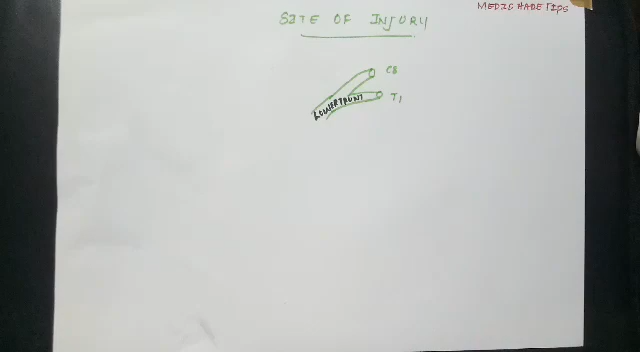 MEDIC MADE TIPS
SITE OF INJURY
C8
T1
LOWER TRUNK